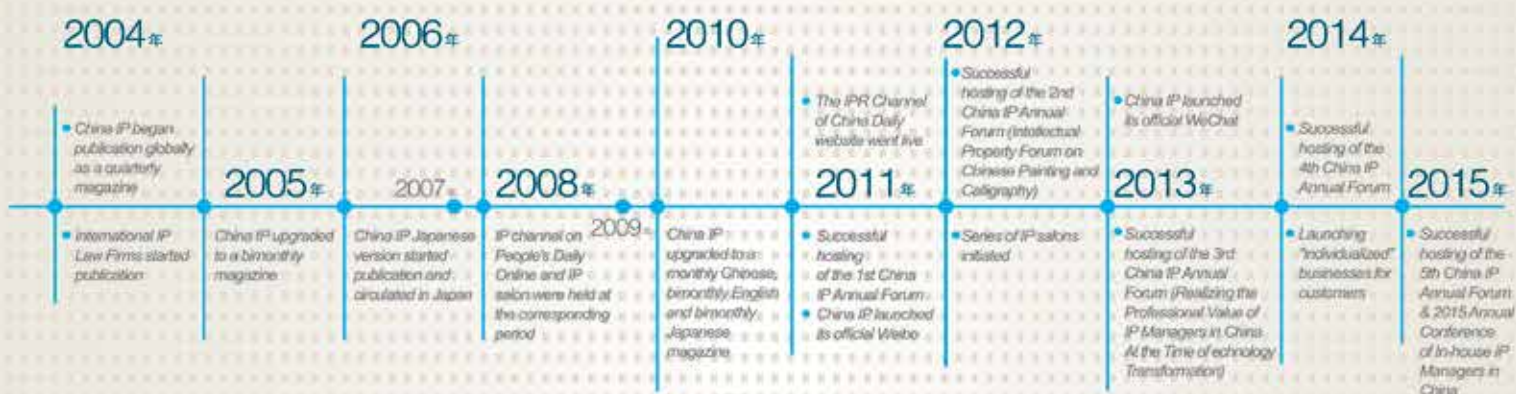 2004年
China IP began
publication globally
as a quarterly
magazine
International IP
Law Firms started
publication
2005年
China IP upgraded
to a bimonthly
magazine
2006年
China IP Japanese
version started
publication and
circulated in Japan
2007年
2008年
IP channel on
People's Daily
Online and IP
salon were held at
the corresponding
period
2009年
2010年
China IP
upgraded to a
monthly Chinese,
bimonthly English
and bimonthly
Japanese
magazine
The IPR Channel
of China Daily
website went live
2011年
Successful
hosting
of the 1st China
IP Annual Forum
China IP launched
its official Weibo
2012年
Successful
hosting of the 2nd
China IP Annual
Forum (Intellectual
Property Forum on
Chinese Painting and
Calligraphy)
Series of IP salons
initiated
China IP launched
its official WeChat
2013年
Successful
hosting of the 3rd
China IP Annual
Forum (Realizing the
Professional Value of
IP Managers in China
At the Time of echnology
Transformation)
2014年
Successful
hosting of the
4th China IP
Annual Forum
Launching
"individualized"
businesses for
customers
2015年
Successful
hosting of the
5th China IP
Annual Forum
& 2015 Annual
Conference
of In-house IP
Managers in
China